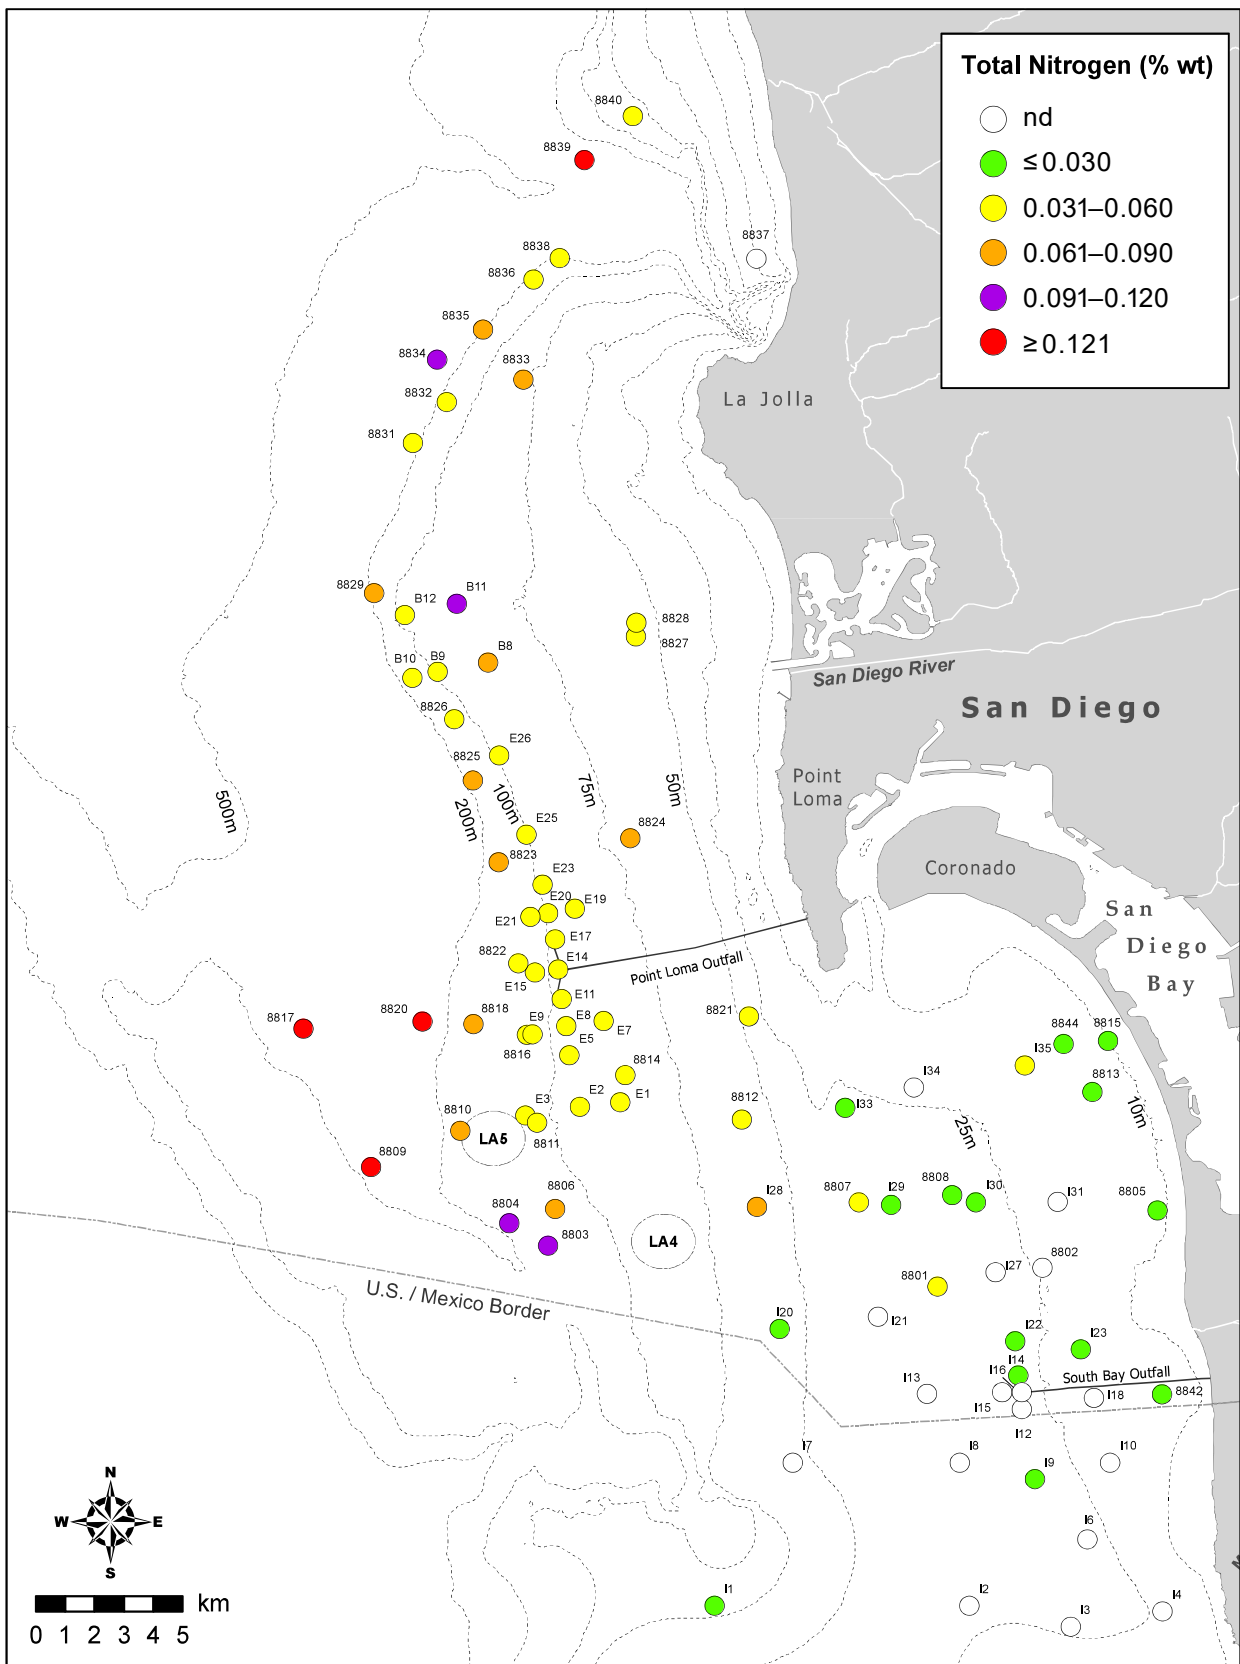 Total Nitrogen (% wt)
nd
≤ 0.030
0.031–0.060
0.061–0.090
0.091–0.120
≥ 0.121
8840
8839
8837
8838
8836
8835
8834
8833
8832
8831
La Jolla
8829
B12
B11
8828
8827
B10
B9
B8
San Diego River
San Diego
8826
E26
8825
Point
Loma
500m
200m
100m
75m
50m
E25
8824
8823
Coronado
E23
E20
E19
E21
San
Diego
Bay
E17
8822
E14
Point Loma Outfall
E15
E11
8817
8820
8818
E9
E8
E7
8816
E5
8821
8844
8815
I35
8814
I34
8813
E3
E2
E1
8812
I33
10m
25m
8810
LA5
8811
8809
8806
8804
8803
I28
8807
I29
8808
I30
I31
8805
LA4
8802
I27
8801
U.S. / Mexico Border
I20
I21
I22
I23
I14
I16
I13
South Bay Outfall
I15
I18
8842
I12
I7
I8
I9
I10
I6
N
W
E
S
I1
I2
I3
I4
km
0 1 2 3 4 5